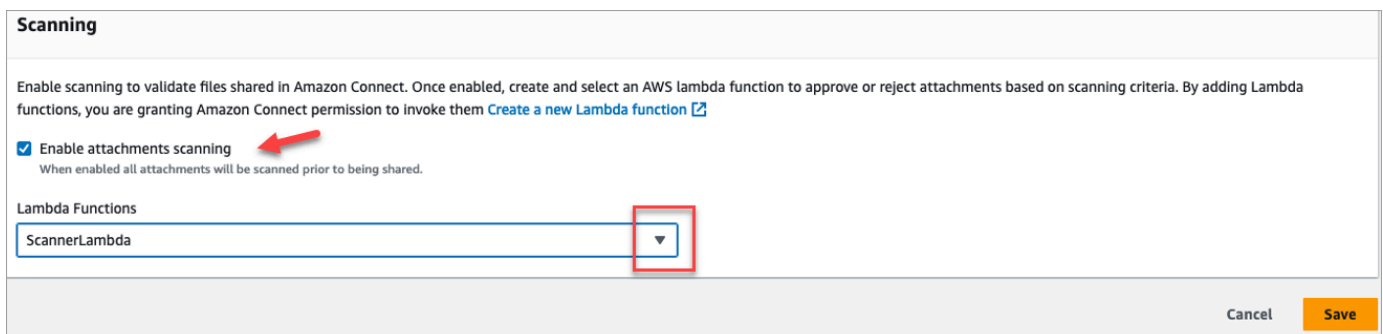 Scanning
Enable scanning to validate files shared in Amazon Connect. Once enabled, create and select an AWS lambda function to approve or reject attachments based on scanning criteria. By adding Lambda
functions, you are granting Amazon Connect permission to invoke them Create a new Lambda function
Enable attachments scanning
When enabled all attachments will be scanned prior to being shared.
Lambda Functions
ScannerLambda
Cancel Save